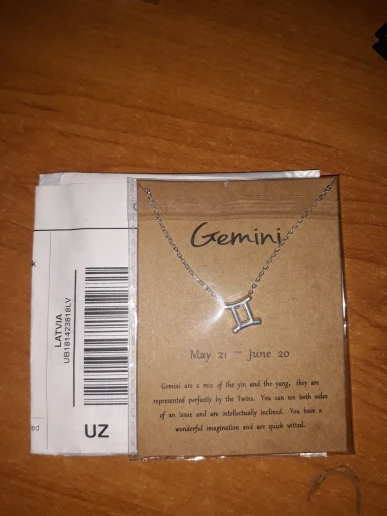 Gemini
May 21 — June 20
Gemini are a mix of the yin and the yang, they are
represented perfectly by the Twins. You can see both sides
of an issue and are intellectually inclined. You have a
wonderful imagination and are quick witted.
LATVIA
UB181423818LV
UZ
k
ed